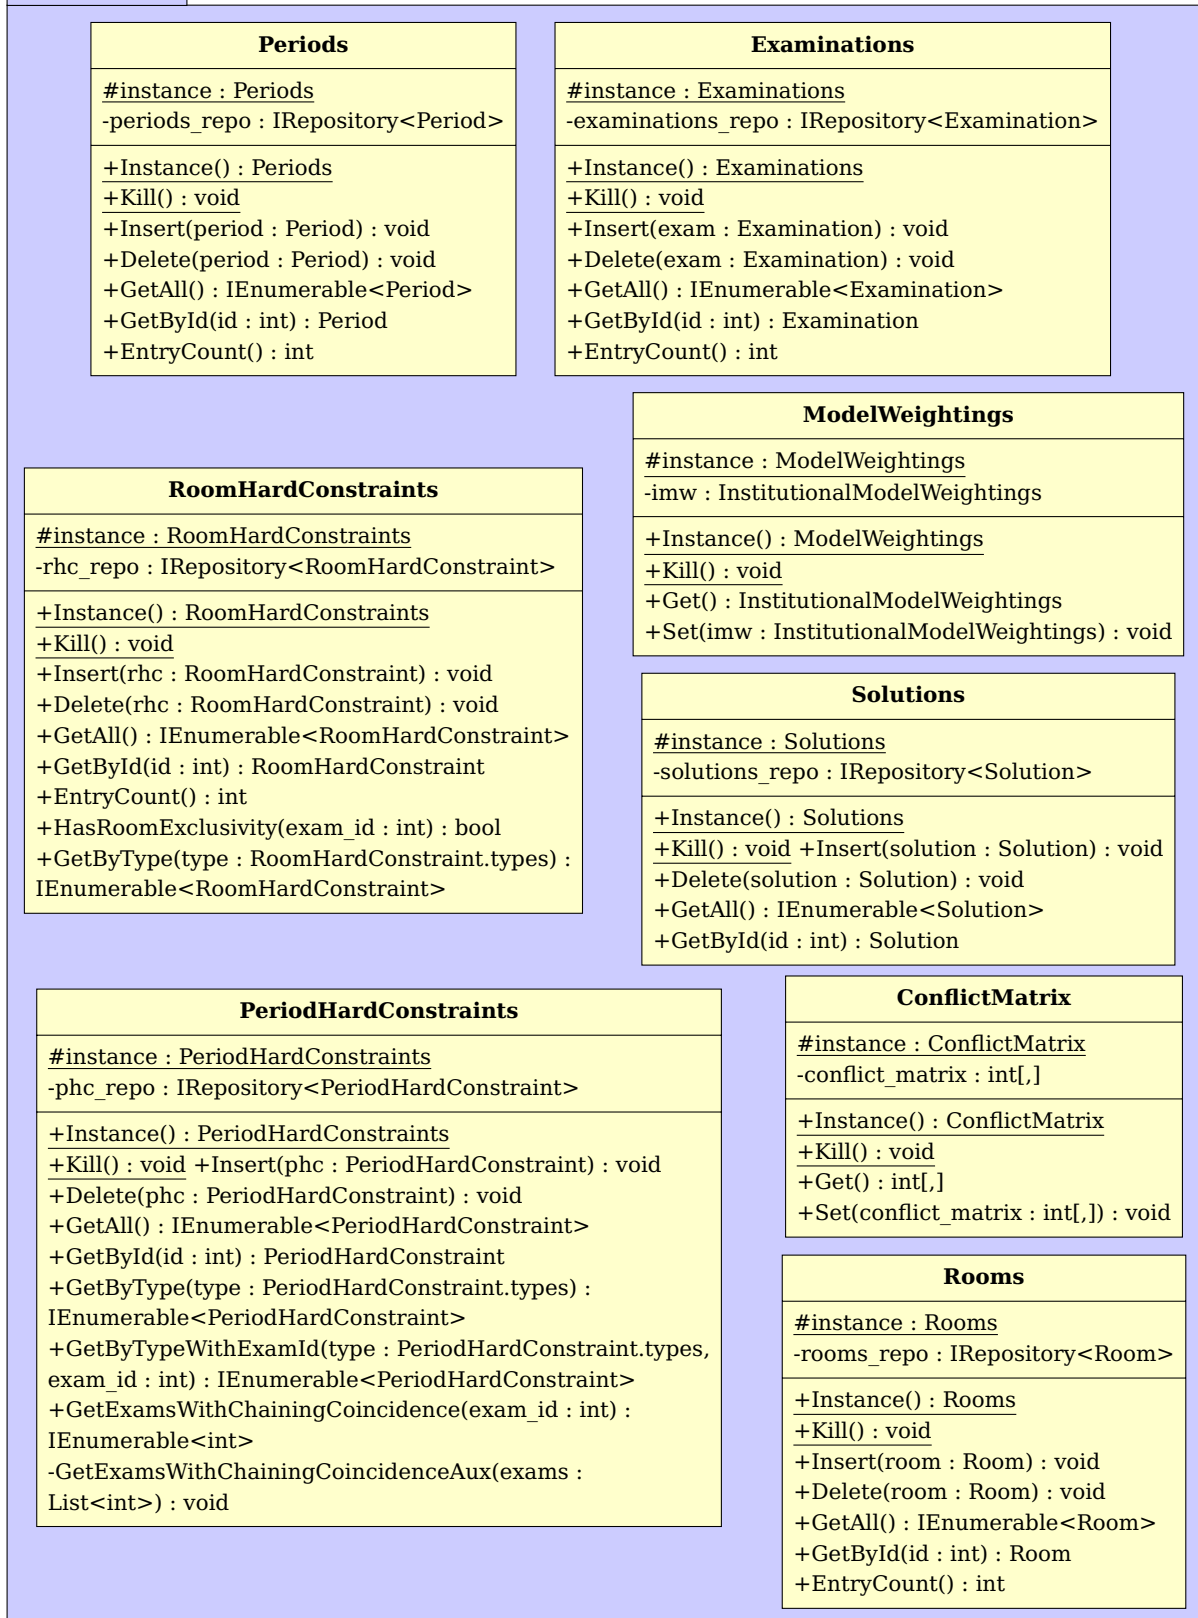 Periods
#instance : Periods
-periods_repo : IRepository<Period>
+Instance() : Periods
+Kill() : void
+Insert(period : Period) : void
+Delete(period : Period) : void
+GetAll() : IEnumerable<Period>
+GetById(id : int) : Period
+EntryCount() : int
Examinations
#instance : Examinations
-examinations_repo : IRepository<Examination>
+Instance() : Examinations
+Kill() : void
+Insert(exam : Examination) : void
+Delete(exam : Examination) : void
+GetAll() : IEnumerable<Examination>
+GetById(id : int) : Examination
+EntryCount() : int
ModelWeightings
#instance : ModelWeightings
-imw : InstitutionalModelWeightings
+Instance() : ModelWeightings
+Kill() : void
+Get() : InstitutionalModelWeightings
+Set(imw : InstitutionalModelWeightings) : void
RoomHardConstraints
#instance : RoomHardConstraints
-rhc_repo : IRepository<RoomHardConstraint>
+Instance() : RoomHardConstraints
+Kill() : void
+Insert(rhc : RoomHardConstraint) : void
+Delete(rhc : RoomHardConstraint) : void
+GetAll() : IEnumerable<RoomHardConstraint>
+GetById(id : int) : RoomHardConstraint
+EntryCount() : int
+HasRoomExclusivity(exam_id : int) : bool
+GetByType(type : RoomHardConstraint.types) :
IEnumerable<RoomHardConstraint>
Solutions
#instance : Solutions
-solutions_repo : IRepository<Solution>
+Instance() : Solutions
+Kill() : void +Insert(solution : Solution) : void
+Delete(solution : Solution) : void
+GetAll() : IEnumerable<Solution>
+GetById(id : int) : Solution
PeriodHardConstraints
#instance : PeriodHardConstraints
-phc_repo : IRepository<PeriodHardConstraint>
+Instance() : PeriodHardConstraints
+Kill() : void +Insert(phc : PeriodHardConstraint) : void
+Delete(phc : PeriodHardConstraint) : void
+GetAll() : IEnumerable<PeriodHardConstraint>
+GetById(id : int) : PeriodHardConstraint
+GetByType(type : PeriodHardConstraint.types) :
IEnumerable<PeriodHardConstraint>
+GetByTypeWithExamId(type : PeriodHardConstraint.types,
exam_id : int) : IEnumerable<PeriodHardConstraint>
+GetExamsWithChainingCoincidence(exam_id : int) :
IEnumerable<int>
-GetExamsWithChainingCoincidenceAux(exams :
List<int>) : void
ConflictMatrix
#instance : ConflictMatrix
-conflict_matrix : int[,]
+Instance() : ConflictMatrix
+Kill() : void
+Get() : int[,]
+Set(conflict_matrix : int[,]) : void
Rooms
#instance : Rooms
-rooms_repo : IRepository<Room>
+Instance() : Rooms
+Kill() : void
+Insert(room : Room) : void
+Delete(room : Room) : void
+GetAll() : IEnumerable<Room>
+GetById(id : int) : Room
+EntryCount() : int